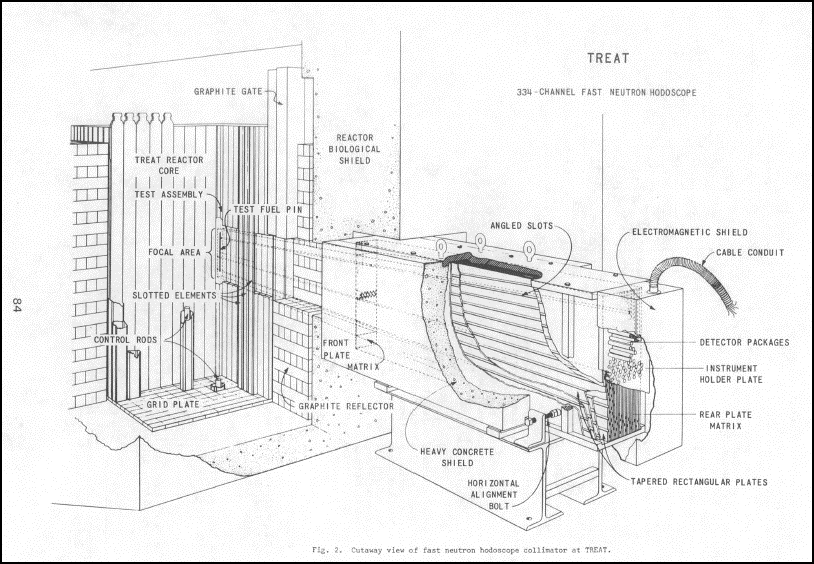 TREAT
334-CHANNEL FAST NEUTRON HODOSCOPE
GRAPHITE GATE
REACTOR
BIOLOGICAL
SHIELD
TREAT REACTOR
CORE
TEST ASSEMBLY
TEST FUEL PIN
FOCAL AREA
SLOTTED ELEMENTS
CONTROL RODS
GRID PLATE
GRAPHITE REFLECTOR
FRONT
PLATE
MATRIX
ANGLED SLOTS
ELECTROMAGNETIC SHIELD
CABLE CONDUIT
DETECTOR PACKAGES
INSTRUMENT
HOLDER PLATE
REAR PLATE
MATRIX
TAPERED RECTANGULAR PLATES
HEAVY CONCRETE
SHIELD
HORIZONTAL
ALIGNMENT
BOLT
84
Fig. 2. Cutaway view of fast neutron hodoscope collimator at TREAT.